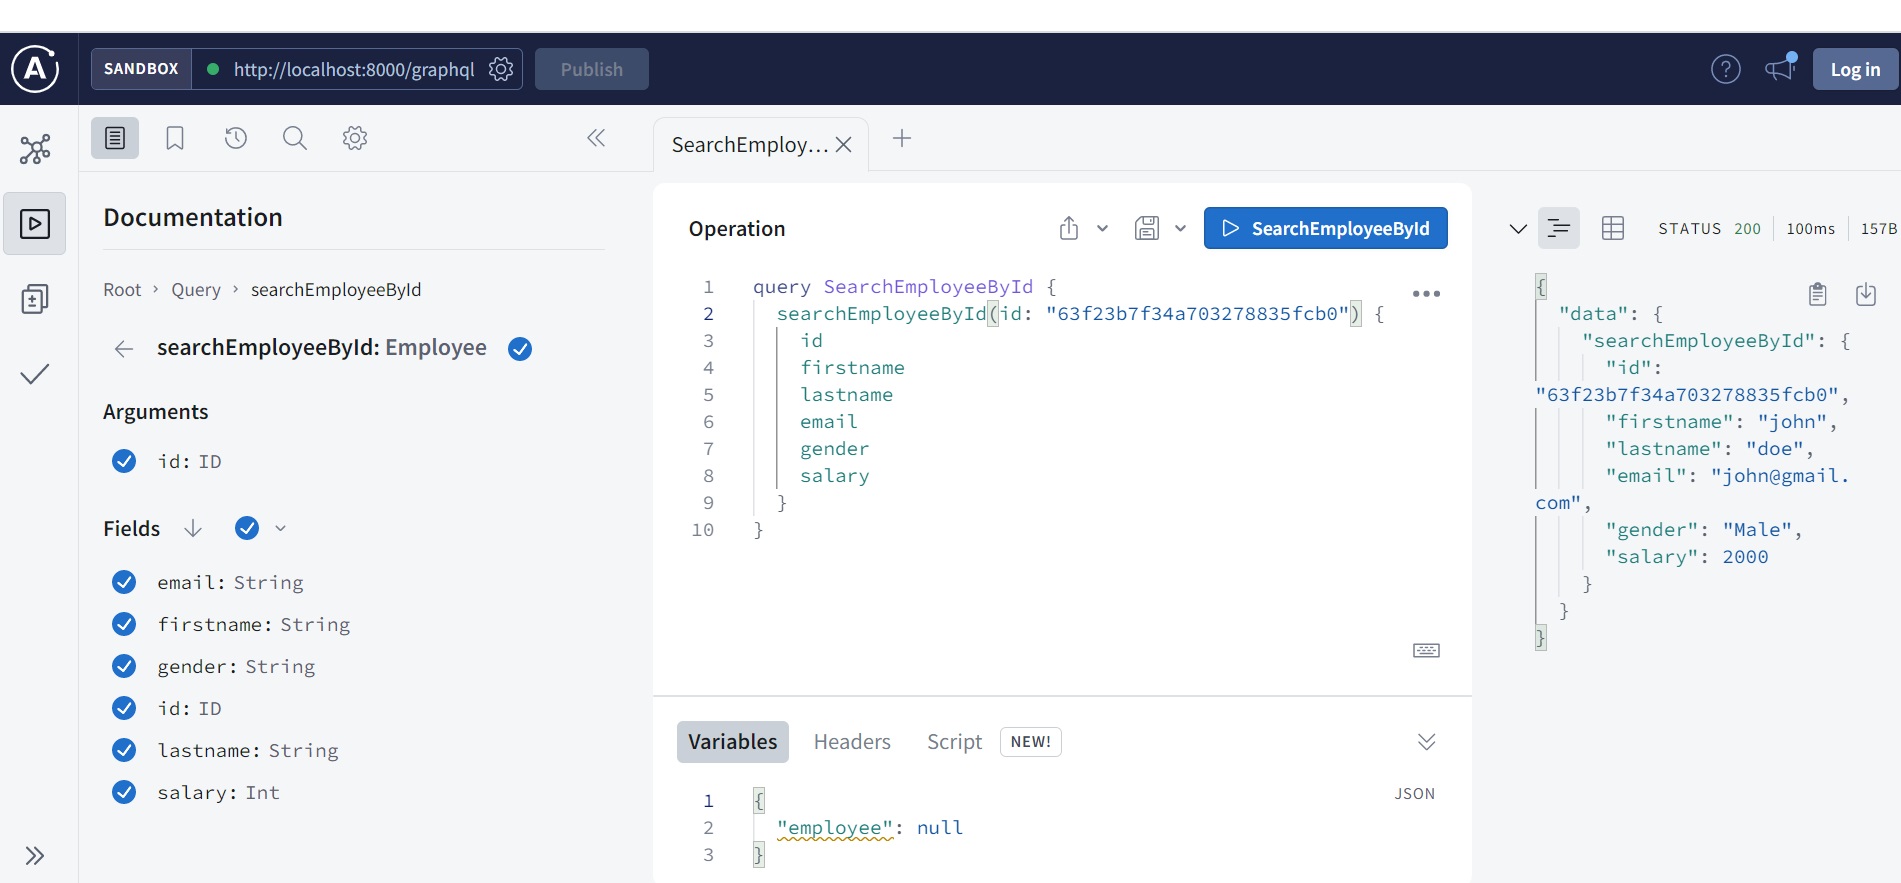 SANDBOX http://localhost:8000/graphql Publish Log in
SearchEmploy...
Documentation
Root › Query › searchEmployeeById
searchEmployeeById: Employee
Arguments
id: ID
Fields
email: String
firstname: String
gender: String
id: ID
lastname: String
salary: Int
Operation SearchEmployeeById
1 query SearchEmployeeById {
2 searchEmployeeById(id: "63f23b7f34a703278835fcb0") {
3 id
4 firstname
5 lastname
6 email
7 gender
8 salary
9 }
10 }
Variables Headers Script NEW!
JSON
1 {
2 "employee": null
3 }
STATUS 200 100ms 157B
{
"data": {
"searchEmployeeById": {
"id":
"63f23b7f34a703278835fcb0",
"firstname": "john",
"lastname": "doe",
"email": "john@gmail.
com",
"gender": "Male",
"salary": 2000
}
}
}